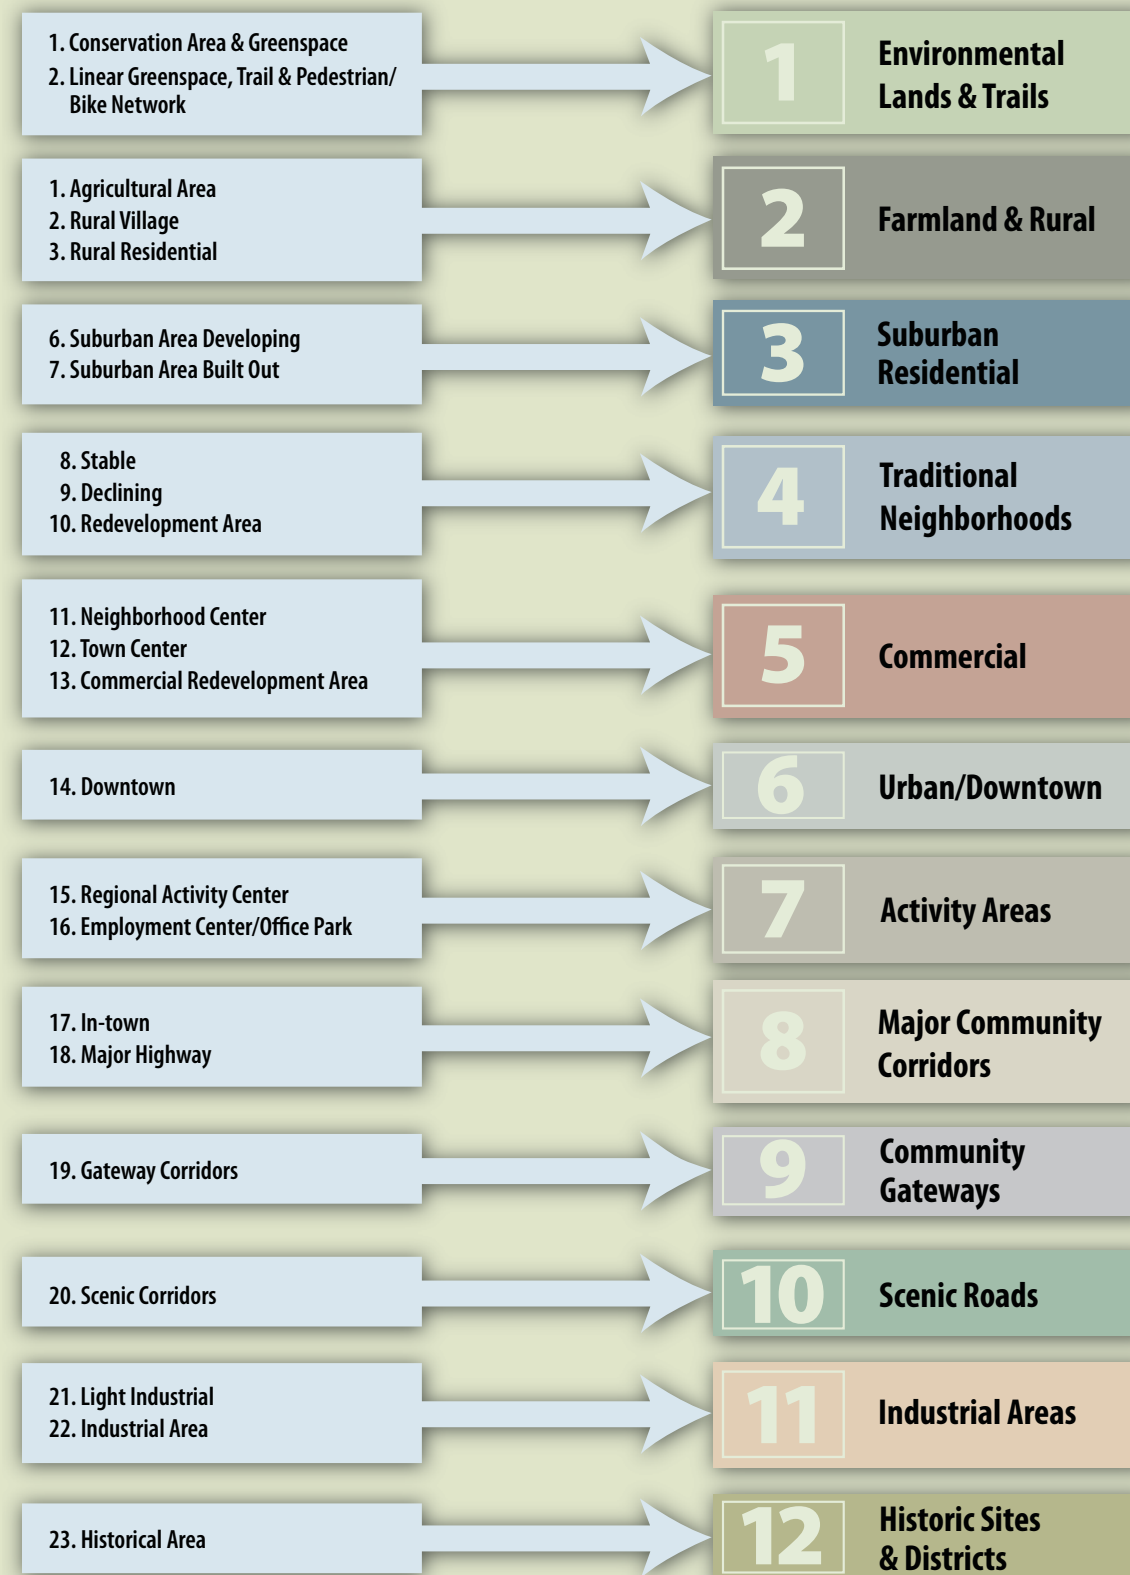 1. Conservation Area & Greenspace
2. Linear Greenspace, Trail & Pedestrian/
Bike Network
1
Environmental
Lands & Trails
1. Agricultural Area
2. Rural Village
3. Rural Residential
2
Farmland & Rural
6. Suburban Area Developing
7. Suburban Area Built Out
3
Suburban
Residential
8. Stable
9. Declining
10. Redevelopment Area
4
Traditional
Neighborhoods
11. Neighborhood Center
12. Town Center
13. Commercial Redevelopment Area
5
Commercial
14. Downtown
6
Urban/Downtown
15. Regional Activity Center
16. Employment Center/Office Park
7
Activity Areas
17. In-town
18. Major Highway
8
Major Community
Corridors
19. Gateway Corridors
9
Community
Gateways
20. Scenic Corridors
10
Scenic Roads
21. Light Industrial
22. Industrial Area
11
Industrial Areas
23. Historical Area
12
Historic Sites
& Districts